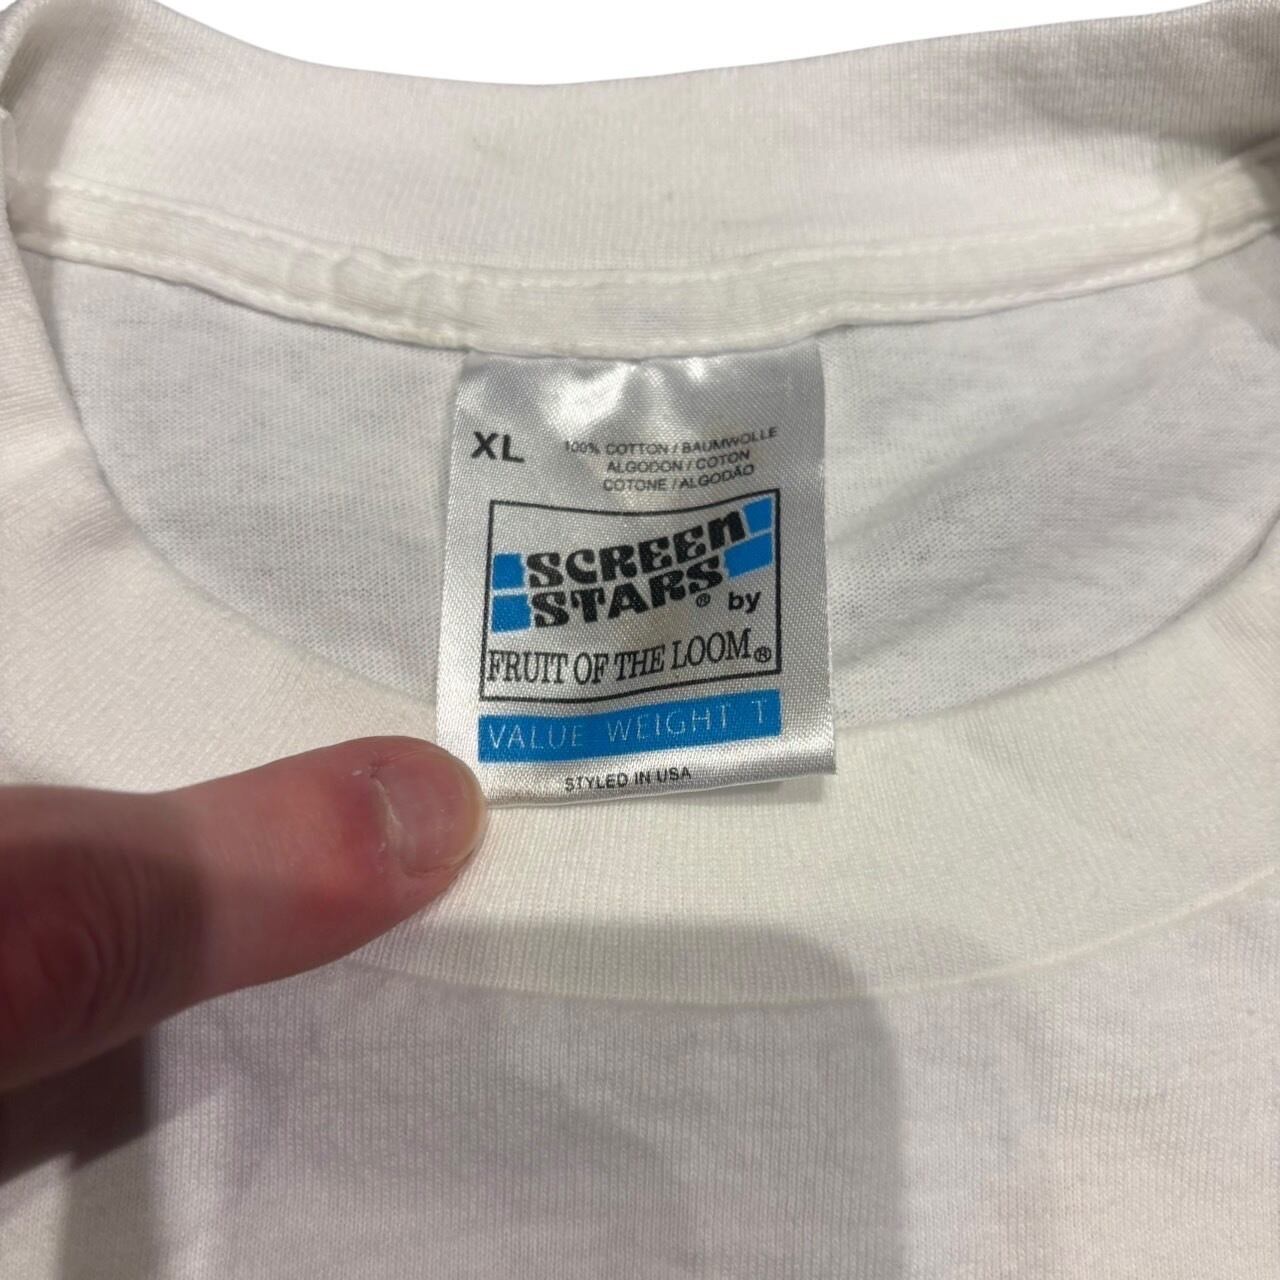 XL
100% COTTON / BAUMWOLLE
ALGODON / COTON
COTONE / ALGODÃO
SCREEN
STARS® by
FRUIT OF THE LOOM®
VALUE WEIGHT T
STYLED IN USA